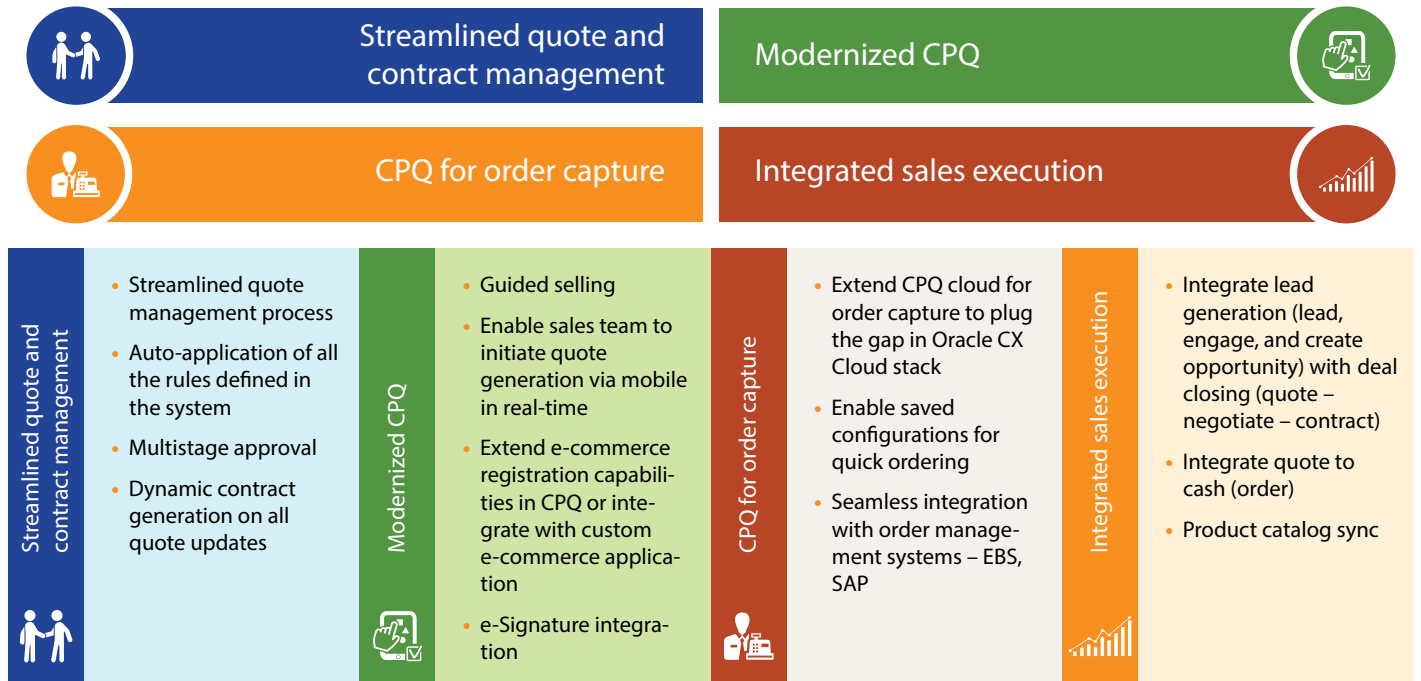 Streamlined quote and
contract management
Modernized CPQ
CPQ for order capture
Integrated sales execution
Streamlined quote and
contract management
• Streamlined quote
management process
• Auto-application of all
the rules defined in
the system
• Multistage approval
• Dynamic contract
generation on all
quote updates
Modernized CPQ
• Guided selling
• Enable sales team to
initiate quote
generation via mobile
in real-time
• Extend e-commerce
registration capabili-
ties in CPQ or inte-
grate with custom
e-commerce applica-
tion
• e-Signature integra-
tion
CPQ for order capture
• Extend CPQ cloud for
order capture to plug
the gap in Oracle CX
Cloud stack
• Enable saved
configurations for
quick ordering
• Seamless integration
with order manage-
ment systems – EBS,
SAP
Integrated sales execution
• Integrate lead
generation (lead,
engage, and create
opportunity) with deal
closing (quote –
negotiate – contract)
• Integrate quote to
cash (order)
• Product catalog sync